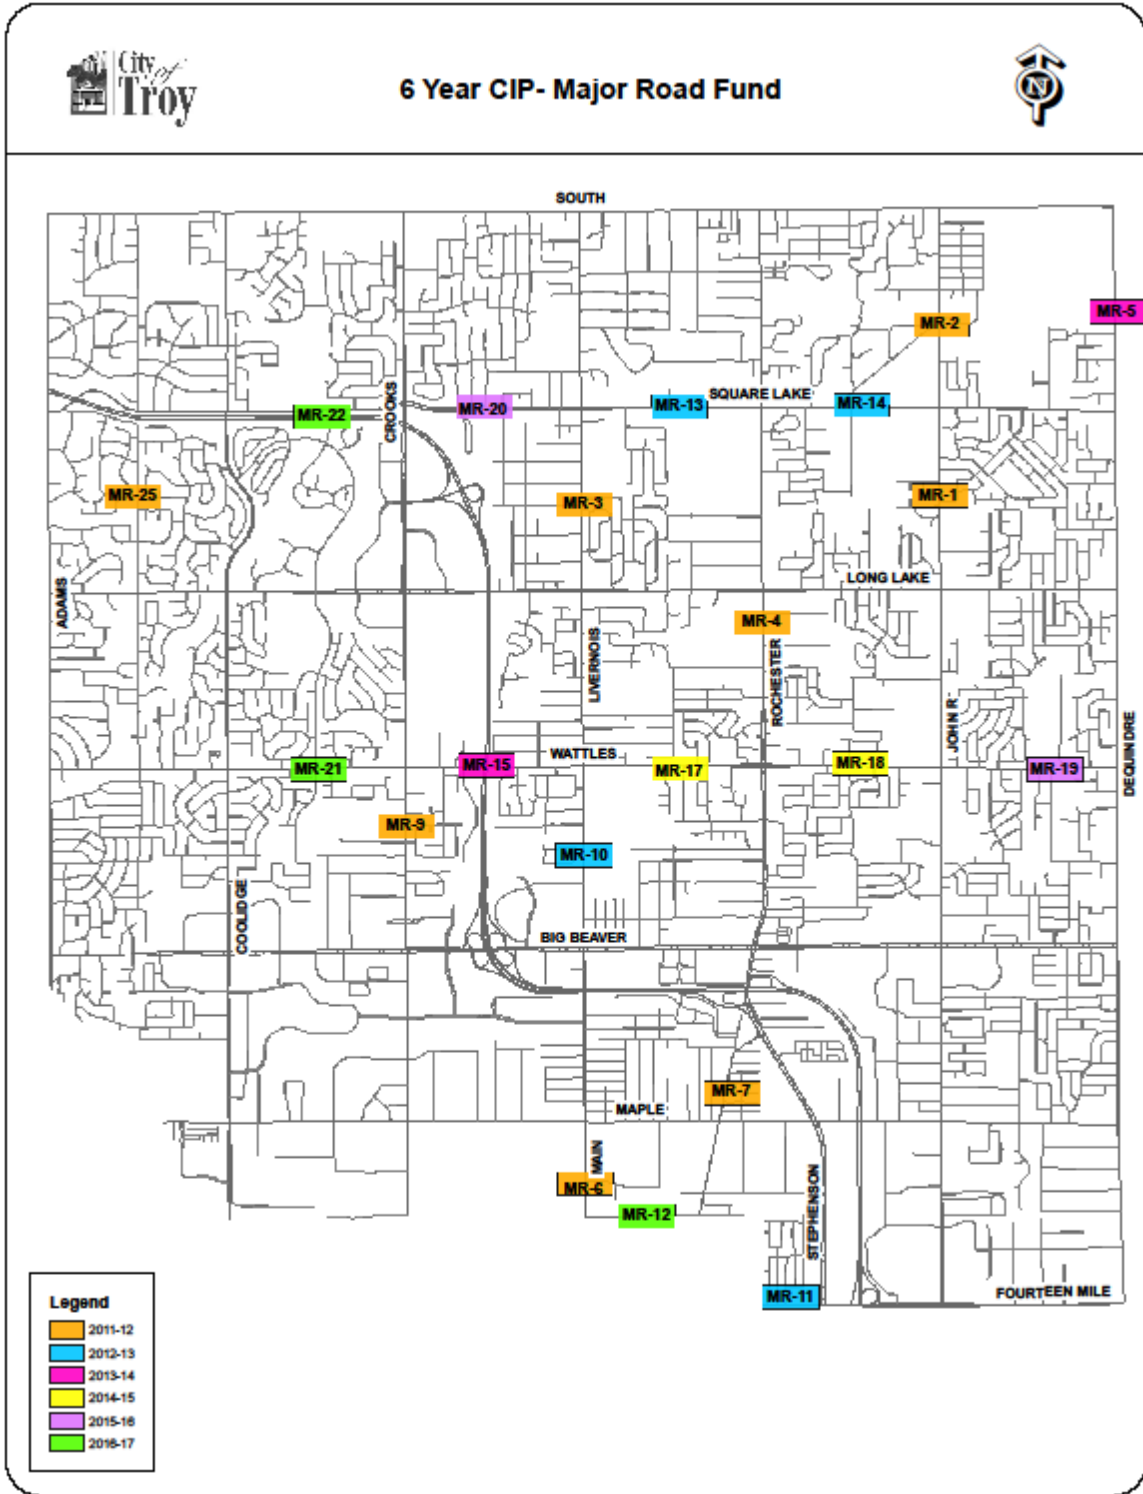 City
of
Troy
6 Year CIP- Major Road Fund
N
SOUTH
MR-5
MR-2
CROOKS
SQUARE LAKE
MR-22
MR-20
MR-13
MR-14
MR-25
MR-3
MR-1
ADAMS
LONG LAKE
MR-4
LIVERNOIS
ROCHESTER
JOHN R
DEQUINDRE
WATTLES
MR-21
MR-15
MR-17
MR-18
MR-19
MR-9
MR-10
COOLIDGE
BIG BEAVER
MR-7
MAPLE
MAIN
MR-6
STEPHENSON
MR-12
MR-11
FOURTEEN MILE
Legend
2011-12
2012-13
2013-14
2014-15
2015-16
2016-17